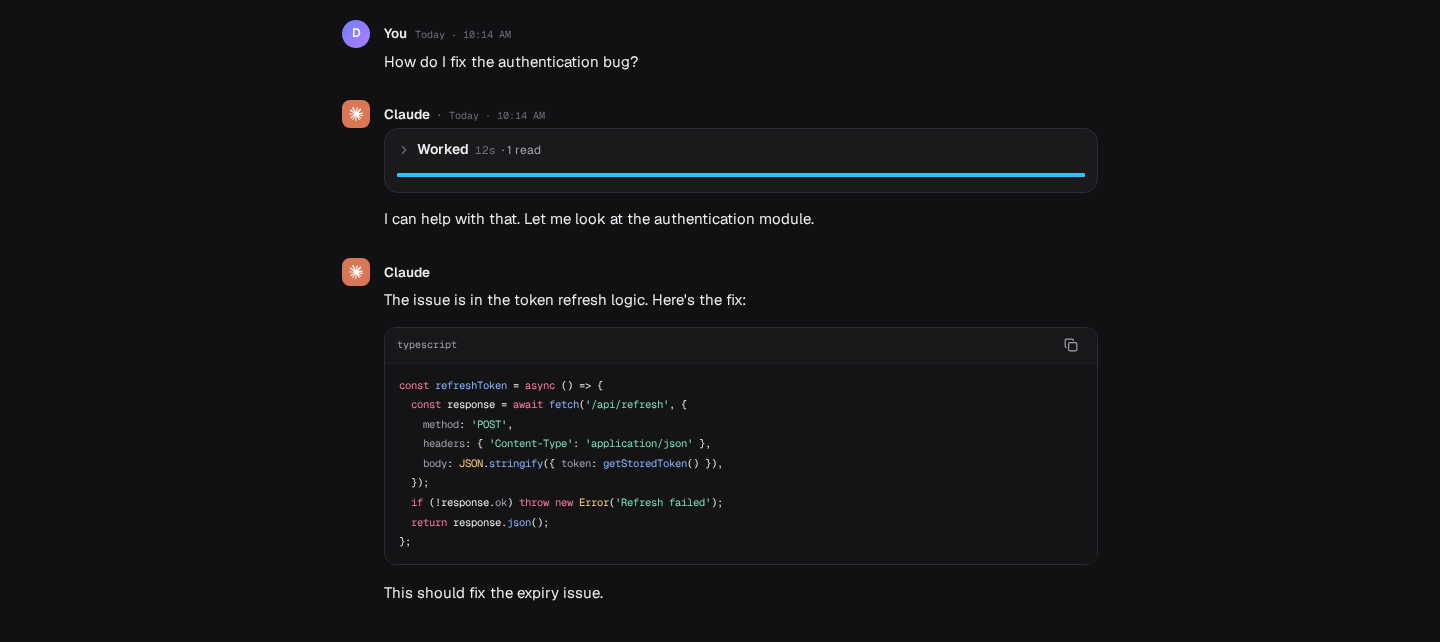 D You Today · 10:14 AM
How do I fix the authentication bug?
Claude · Today · 10:14 AM
Worked 12s · 1 read
I can help with that. Let me look at the authentication module.
Claude
The issue is in the token refresh logic. Here's the fix:
typescript
const refreshToken = async () => {
  const response = await fetch('/api/refresh', {
    method: 'POST',
    headers: { 'Content-Type': 'application/json' },
    body: JSON.stringify({ token: getStoredToken() }),
  });
  if (!response.ok) throw new Error('Refresh failed');
  return response.json();
};
This should fix the expiry issue.